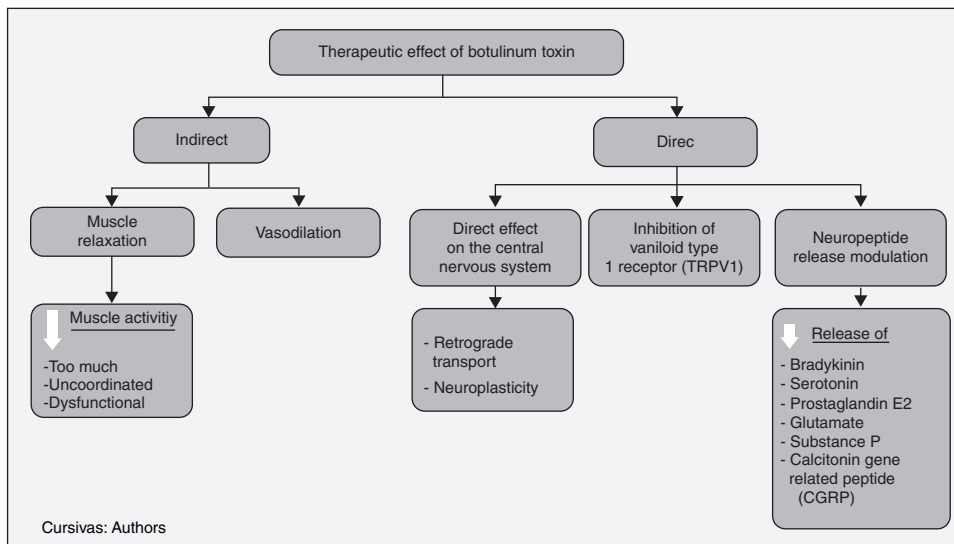 Therapeutic effect of botulinum toxin
Indirect
Direc
Muscle
relaxation
Vasodilation
Direct effect
on the central
nervous system
Inhibition of
vaniloid type
1 receptor (TRPV1)
Neuropeptide
release modulation
Muscle activitiy
-Too much
-Uncoordinated
-Dysfunctional
- Retrograde
transport
- Neuroplasticity
Release of
- Bradykinin
- Serotonin
- Prostaglandin E2
- Glutamate
- Substance P
- Calcitonin gene
related peptide
(CGRP)
Cursivas: Authors